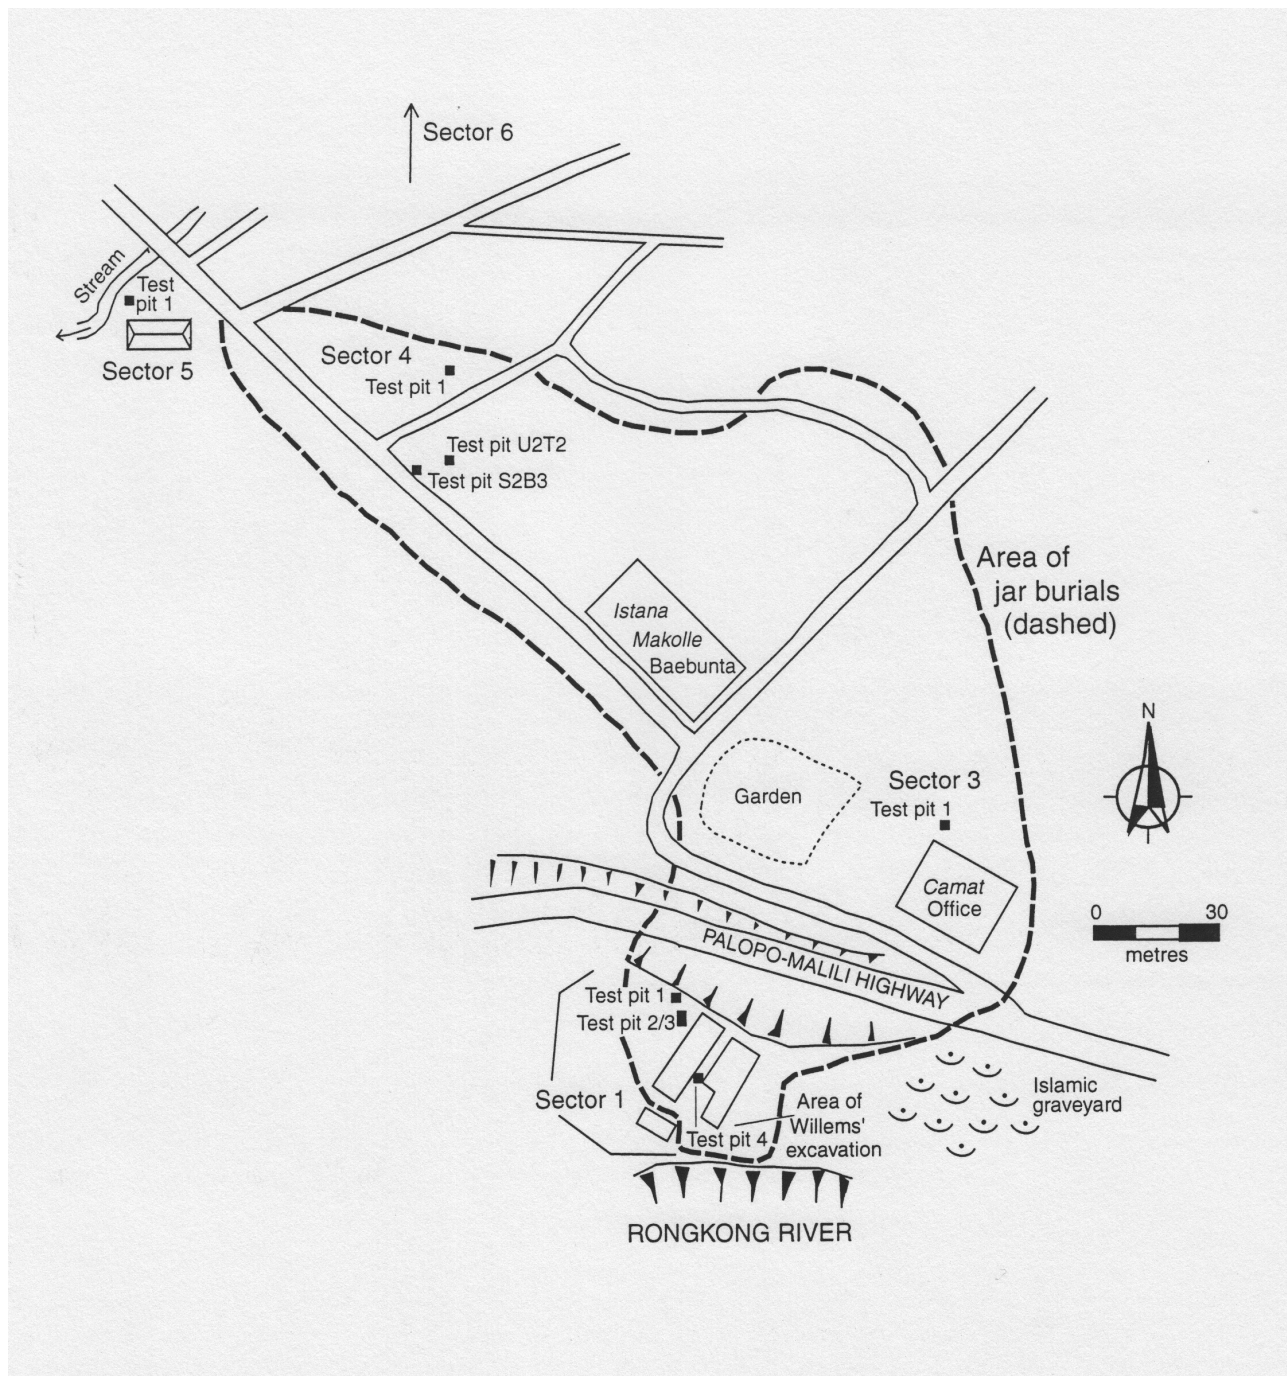 Sector 6
Stream
Test
pit 1
Sector 5
Sector 4
Test pit 1
Test pit U2T2
Test pit S2B3
Area of
jar burials
(dashed)
Istana
Makolle
Baebunta
N
Sector 3
Test pit 1
Garden
Camat
Office
0 30
metres
PALOPO-MALILI HIGHWAY
Test pit 1
Test pit 2/3
Sector 1
Test pit 4
Area of
Willems'
excavation
Islamic
graveyard
RONGKONG RIVER